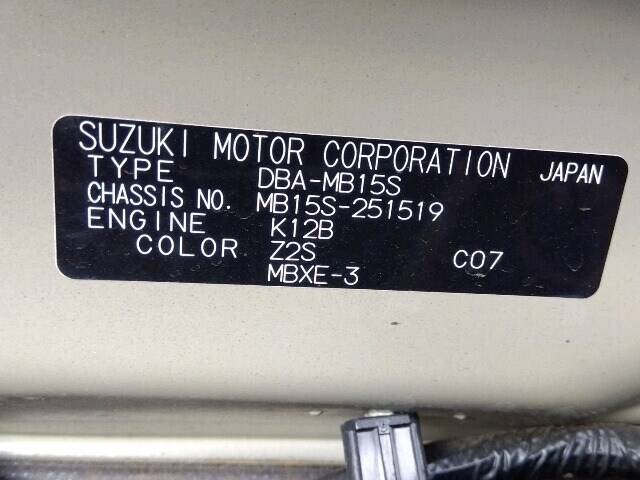 SUZUKI MOTOR CORPORATION JAPAN
TYPE DBA-MB15S
CHASSIS NO. MB15S-251519
ENGINE K12B
COLOR Z2S C07
MBXE-3